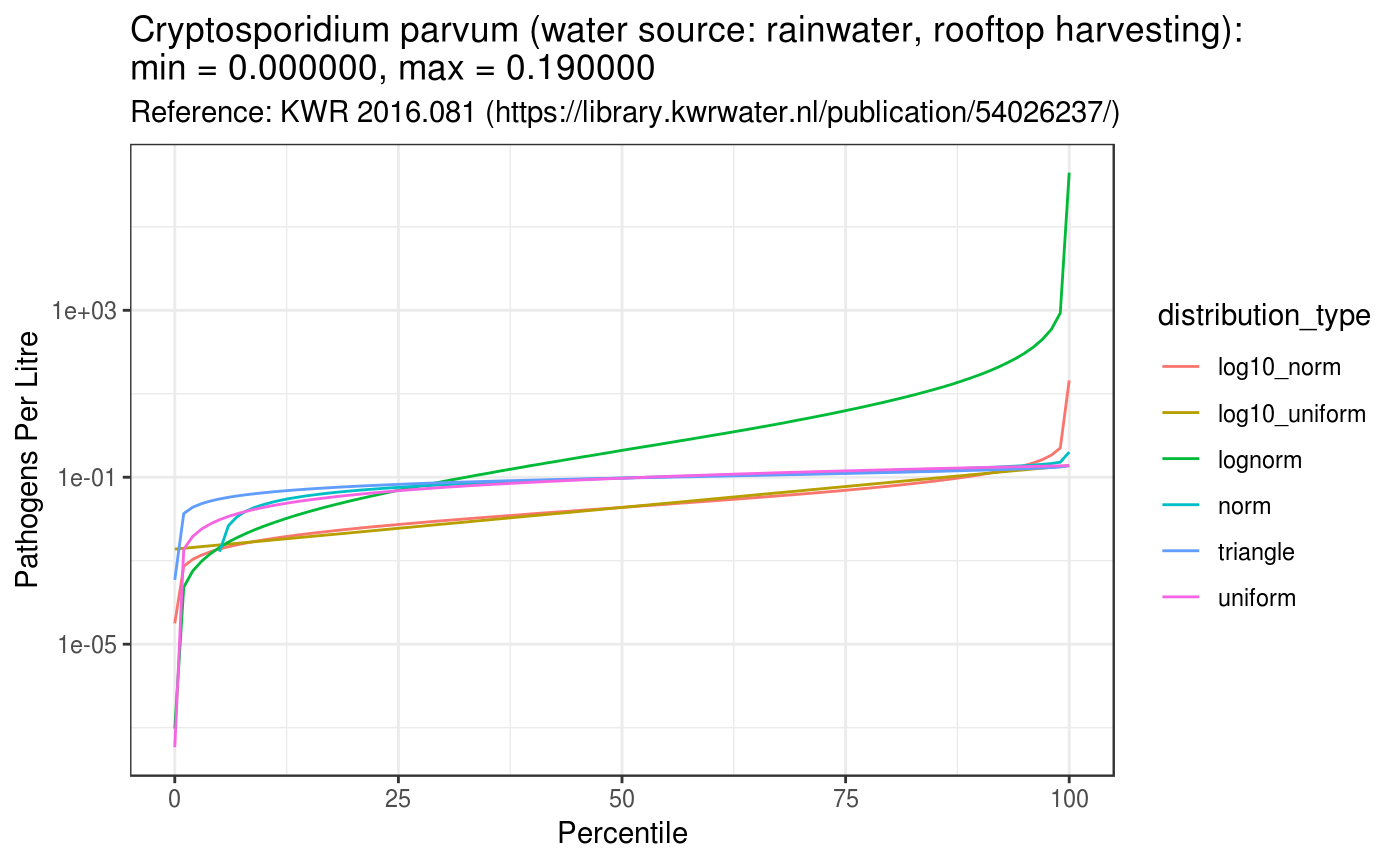 Cryptosporidium parvum (water source: rainwater, rooftop harvesting):
min = 0.000000, max = 0.190000
Reference: KWR 2016.081 (https://library.kwrwater.nl/publication/54026237/)
Pathogens Per Litre
1e+03
1e-01
1e-05
0 25 50 75 100
Percentile
distribution_type
log10_norm
log10_uniform
lognorm
norm
triangle
uniform